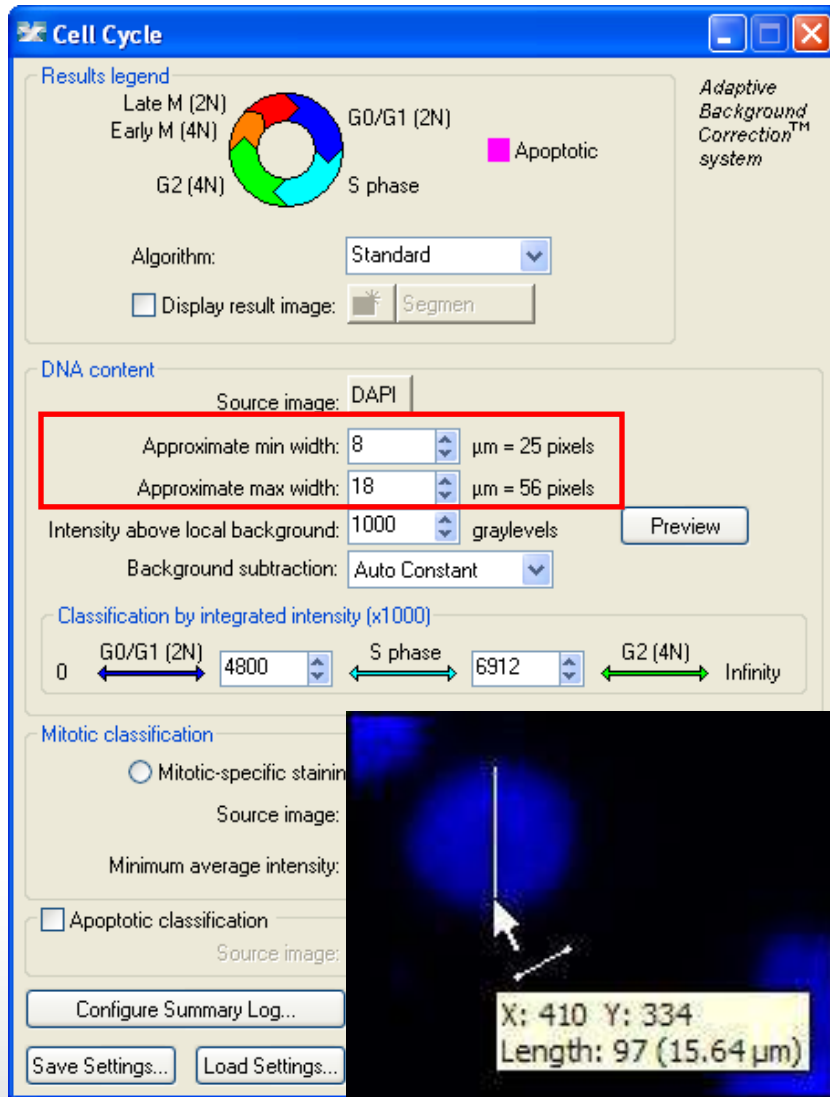 Cell Cycle
Results legend
Late M (2N)
Early M (4N)
G2 (4N)
G0/G1 (2N)
S phase
Apoptotic
Adaptive
Background
Correction™
system
Algorithm: Standard
Display result image: Segmen
DNA content
Source image: DAPI
Approximate min width: 8 µm = 25 pixels
Approximate max width: 18 µm = 56 pixels
Intensity above local background: 1000 graylevels Preview
Background subtraction: Auto Constant
Classification by integrated intensity (x1000)
0 G0/G1 (2N) 4800 S phase 6912 G2 (4N) Infinity
Mitotic classification
Mitotic-specific stainin
Source image:
Minimum average intensity:
Apoptotic classification
Source image:
Configure Summary Log...
Save Settings... Load Settings...
X: 410 Y: 334
Length: 97 (15.64 µm)